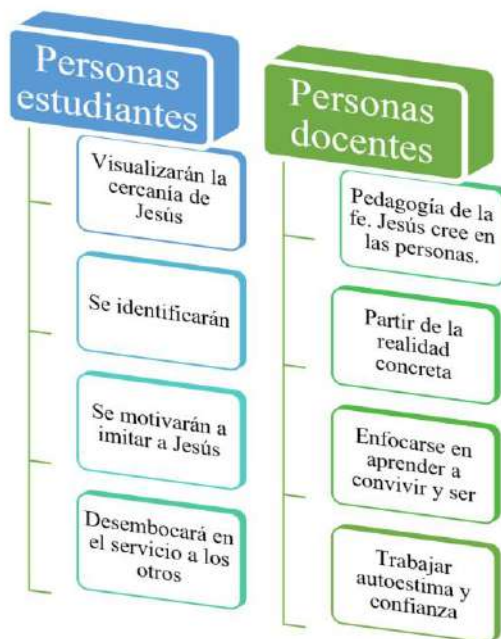 Personas
estudiantes
Visualizarán la
cercanía de
Jesús
Se identificarán
Se motivarán a
imitar a Jesús
Desembocará en
el servicio a los
otros
Personas
docentes
Pedagogía de la
fe. Jesús cree en
las personas.
Partir de la
realidad
concreta
Enfocarse en
aprender a
convivir y ser
Trabajar
autoestima y
confianza